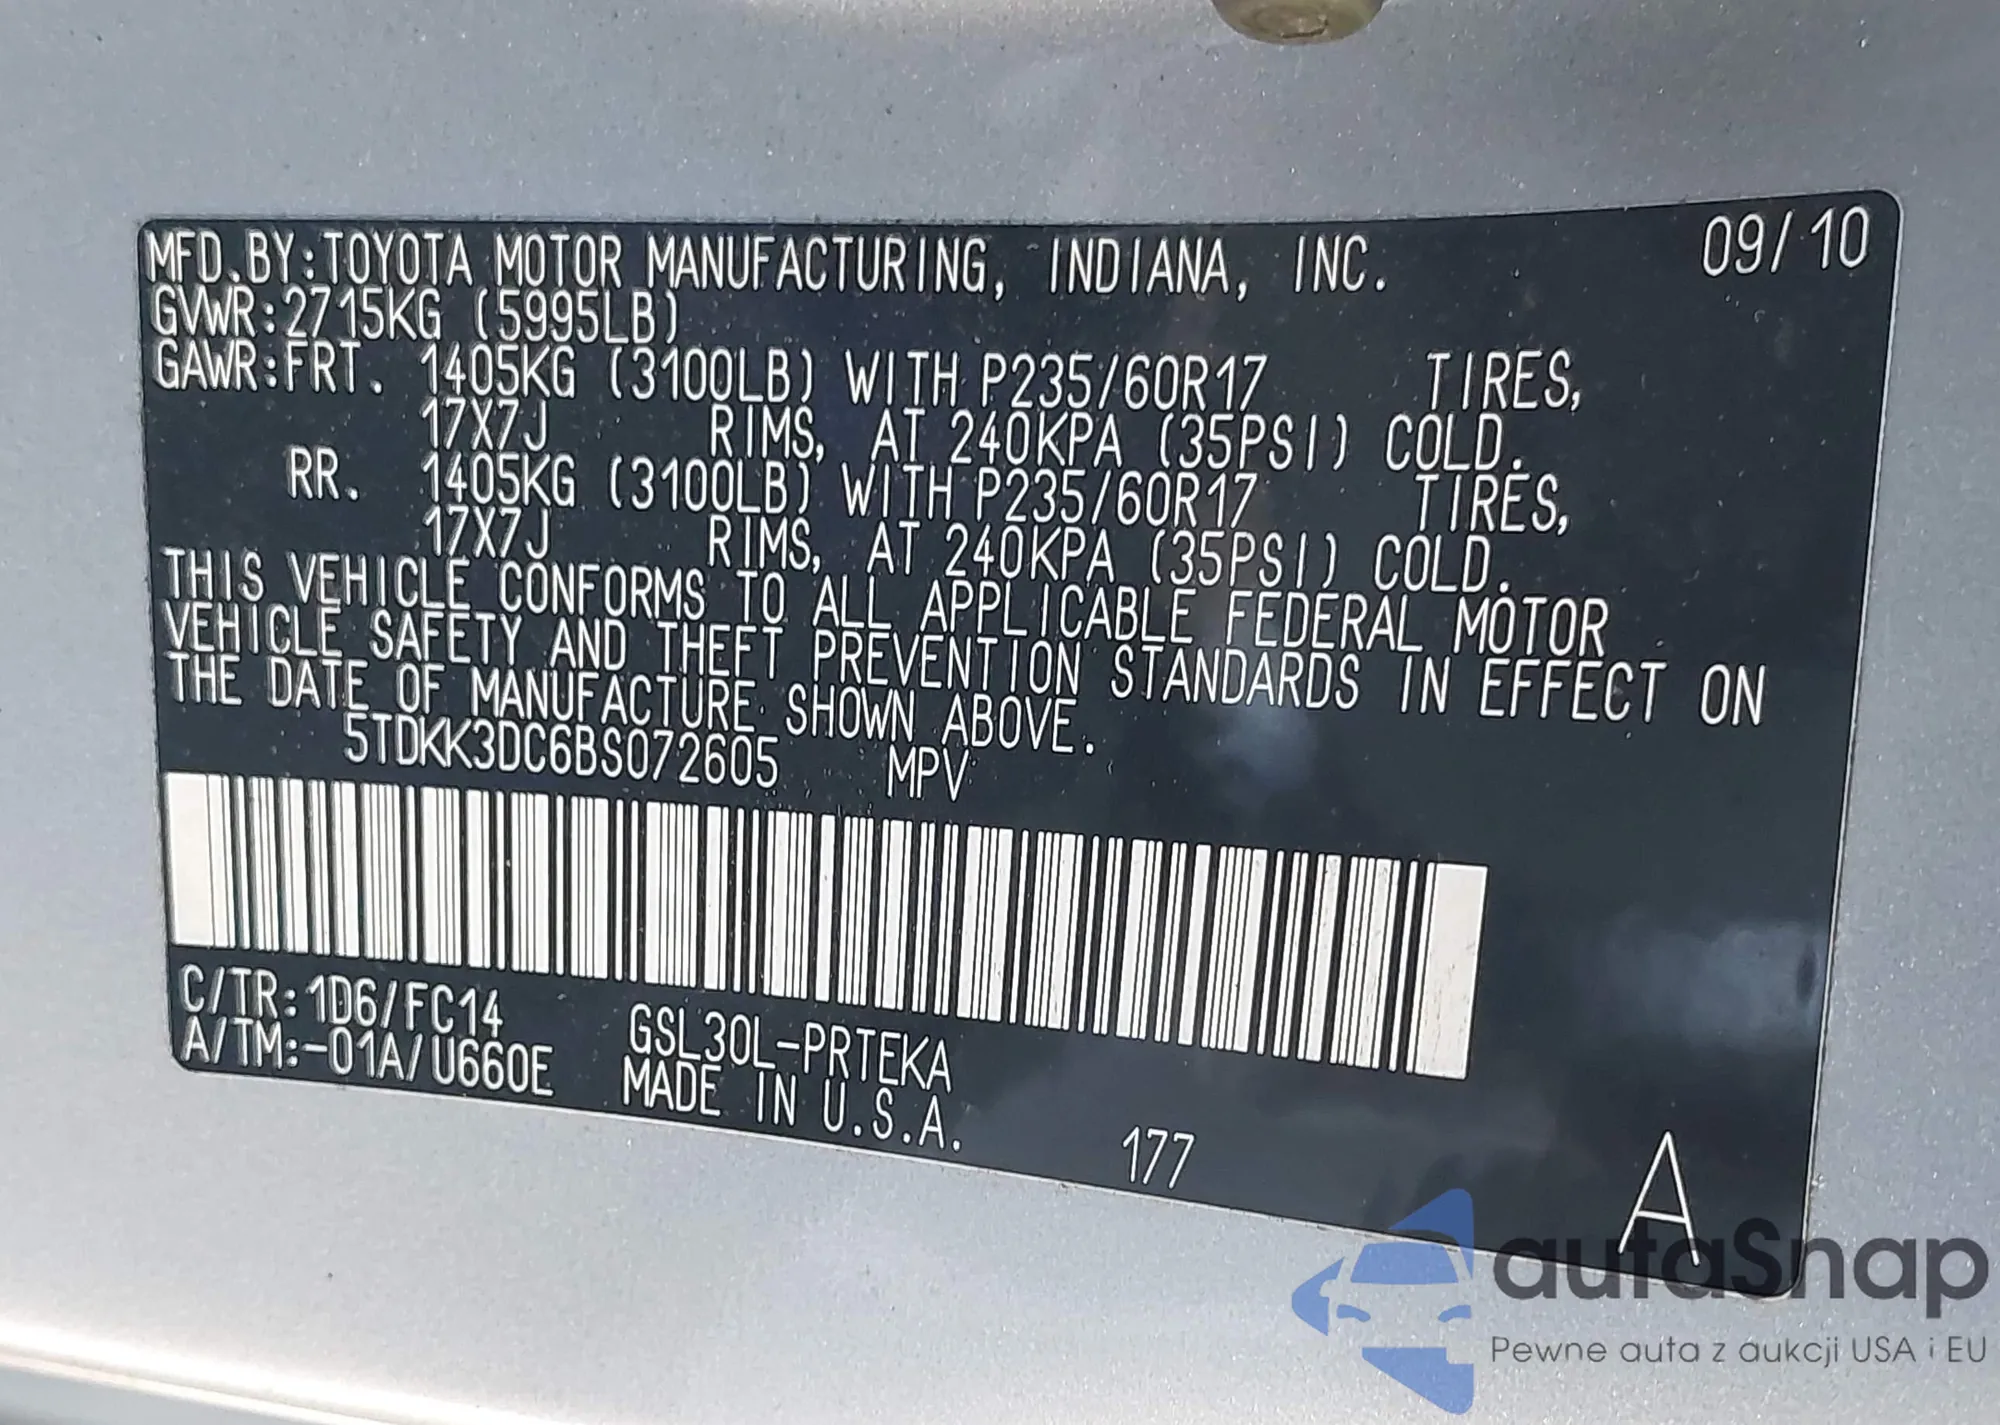 MFD.BY:TOYOTA MOTOR MANUFACTURING, INDIANA, INC. 09/10
GVWR:2715KG (5995LB)
GAWR:FRT. 1405KG (3100LB) WITH P235/60R17 TIRES,
17X7J RIMS, AT 240KPA (35PSI) COLD.
RR. 1405KG (3100LB) WITH P235/60R17 TIRES,
17X7J RIMS, AT 240KPA (35PSI) COLD.
THIS VEHICLE CONFORMS TO ALL APPLICABLE FEDERAL MOTOR
VEHICLE SAFETY AND THEFT PREVENTION STANDARDS IN EFFECT ON
THE DATE OF MANUFACTURE SHOWN ABOVE.
5TDKK3DC6BS072605 MPV
C/TR:1D6/FC14 GSL30L-PRTEKA
A/TM:-01A/U660E MADE IN U.S.A.
177
A
autaSnap
Pewne auta z aukcji USA i EU